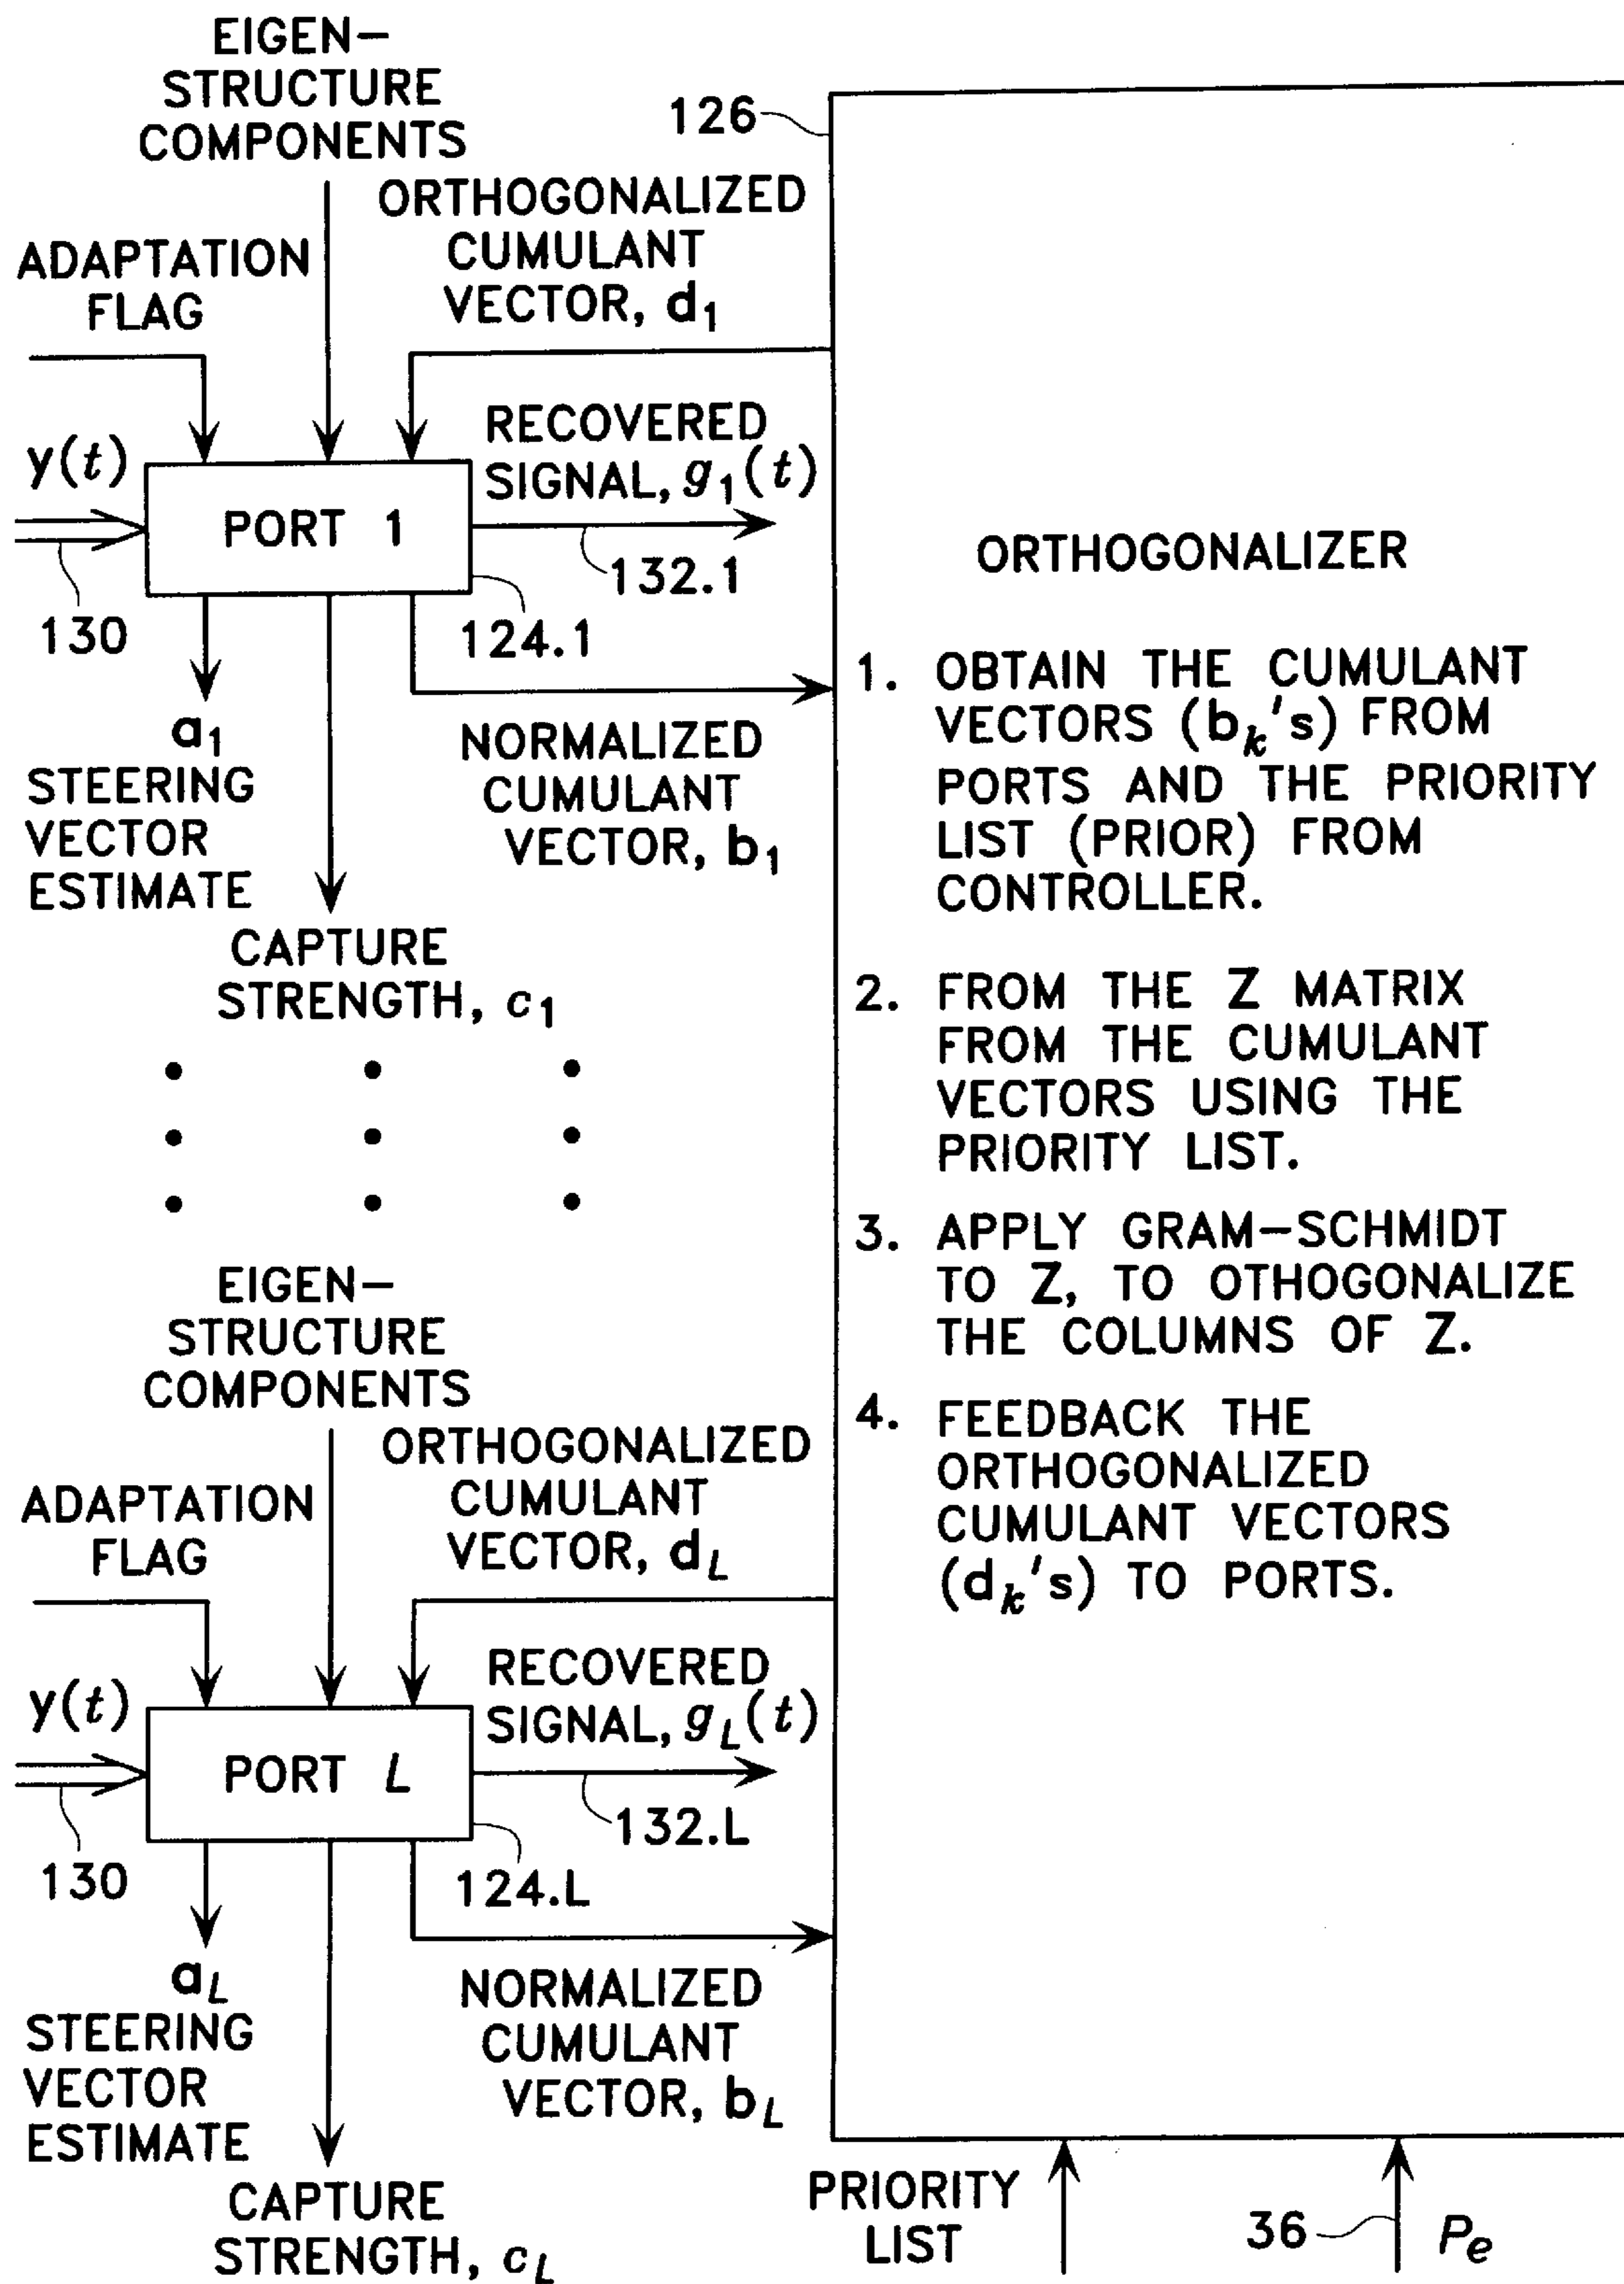 EIGEN-
STRUCTURE
COMPONENTS
126
ORTHOGONALIZED
CUMULANT
VECTOR, d1
ADAPTATION
FLAG
y(t)
RECOVERED
SIGNAL, g1(t)
PORT 1
132.1
130
124.1
a1
STEERING
VECTOR
ESTIMATE
NORMALIZED
CUMULANT
VECTOR, b1
CAPTURE
STRENGTH, c1
EIGEN-
STRUCTURE
COMPONENTS
ORTHOGONALIZED
CUMULANT
VECTOR, dL
ADAPTATION
FLAG
y(t)
RECOVERED
SIGNAL, gL(t)
PORT L
132.L
130
124.L
aL
STEERING
VECTOR
ESTIMATE
NORMALIZED
CUMULANT
VECTOR, bL
CAPTURE
STRENGTH, cL
ORTHOGONALIZER
1. OBTAIN THE CUMULANT
VECTORS (bk's) FROM
PORTS AND THE PRIORITY
LIST (PRIOR) FROM
CONTROLLER.
2. FROM THE Z MATRIX
FROM THE CUMULANT
VECTORS USING THE
PRIORITY LIST.
3. APPLY GRAM-SCHMIDT
TO Z, TO OTHOGONALIZE
THE COLUMNS OF Z.
4. FEEDBACK THE
ORTHOGONALIZED
CUMULANT VECTORS
(dk's) TO PORTS.
PRIORITY
LIST
36
Pe